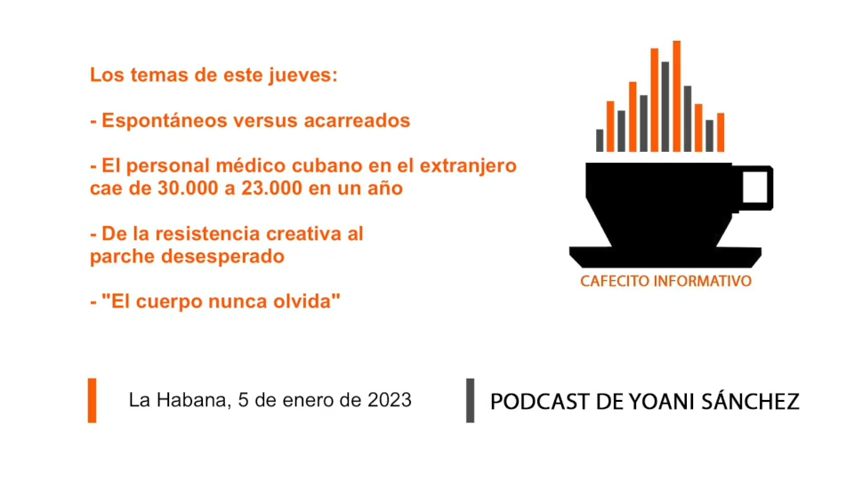 Los temas de este jueves:
- Espontáneos versus acarreados
- El personal médico cubano en el extranjero
cae de 30.000 a 23.000 en un año
- De la resistencia creativa al
parche desesperado
- "El cuerpo nunca olvida"
CAFECITO INFORMATIVO
La Habana, 5 de enero de 2023
PODCAST DE YOANI SÁNCHEZ